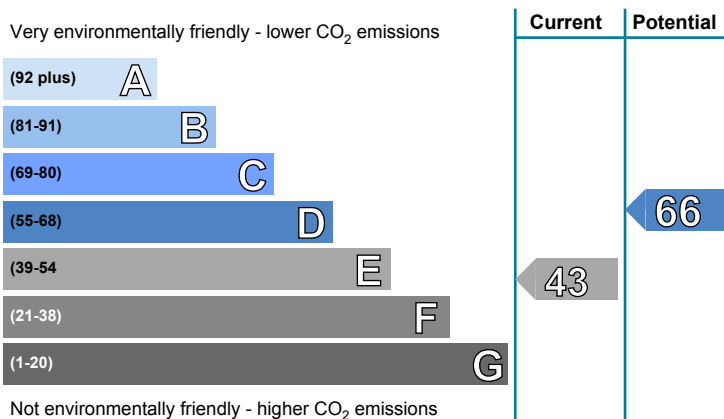 Current Potential
Very environmentally friendly - lower CO2 emissions
(92 plus) A
(81-91) B
(69-80) C
(55-68) D
66
(39-54 E
43
(21-38) F
(1-20) G
Not environmentally friendly - higher CO2 emissions